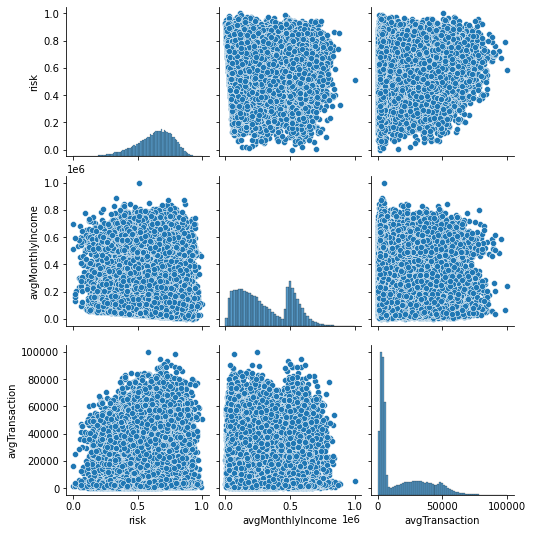 1.0
0.8
0.6
0.4
0.2
0.0
risk
1e6
1.0
0.8
0.6
0.4
0.2
0.0
avgMonthlyIncome
100000
80000
60000
40000
20000
0
avgTransaction
0.0 0.5 1.0
risk
0.0 0.5 1.0
avgMonthlyIncome 1e6
0 50000 100000
avgTransaction